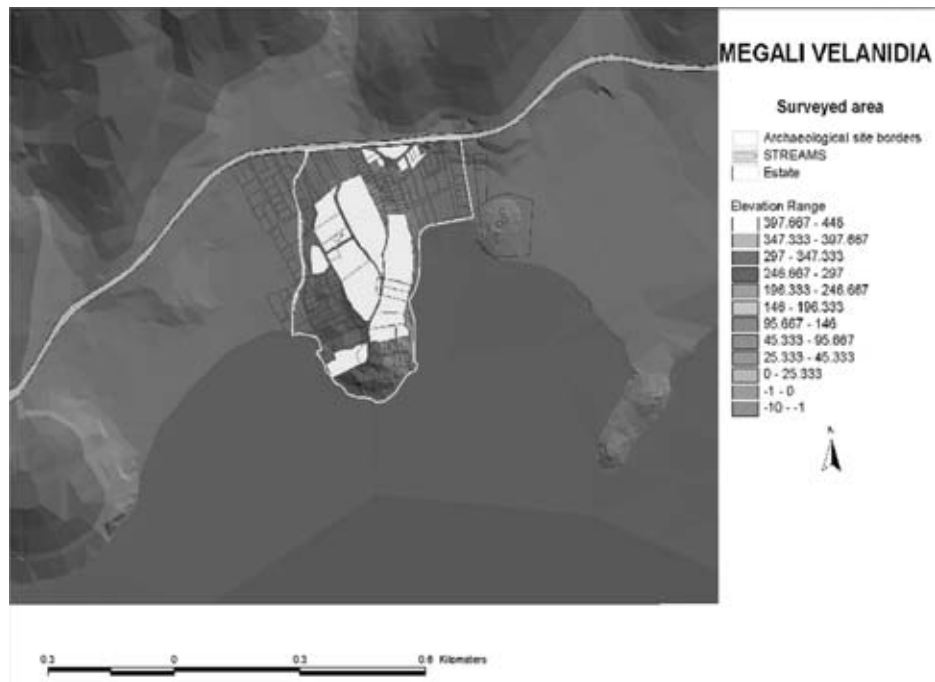 MEGALI VELANIDIA
Surveyed area
Archaeological site borders
STREAMS
Estate
Elevation Range
397.667 - 448
347.333 - 397.667
297 - 347.333
246.667 - 297
196.333 - 246.667
146 - 196.333
95.667 - 146
45.333 - 95.667
25.333 - 45.333
0 - 25.333
-1 - 0
-10 - -1
N
0.3 0 0.3 0.6 Kilometers